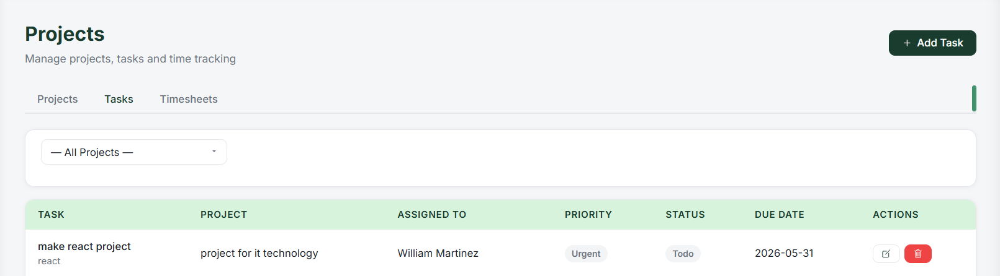 Projects
Manage projects, tasks and time tracking
+ Add Task
Projects Tasks Timesheets
— All Projects —
TASK PROJECT ASSIGNED TO PRIORITY STATUS DUE DATE ACTIONS
make react project
react
project for it technology William Martinez Urgent Todo 2026-05-31